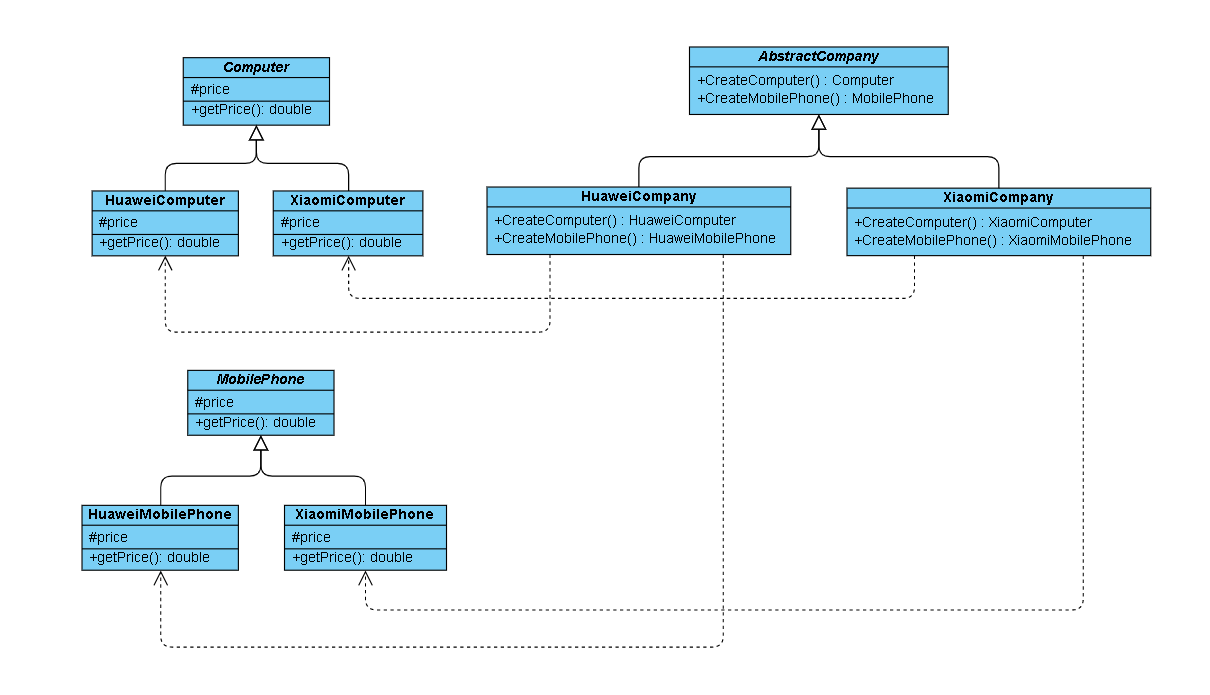 Computer
#price
+getPrice(): double
AbstractCompany
+CreateComputer() : Computer
+CreateMobilePhone() : MobilePhone
HuaweiComputer
#price
+getPrice(): double
XiaomiComputer
#price
+getPrice(): double
HuaweiCompany
+CreateComputer() : HuaweiComputer
+CreateMobilePhone() : HuaweiMobilePhone
XiaomiCompany
+CreateComputer() : XiaomiComputer
+CreateMobilePhone() : XiaomiMobilePhone
MobilePhone
#price
+getPrice(): double
HuaweiMobilePhone
#price
+getPrice(): double
XiaomiMobilePhone
#price
+getPrice(): double